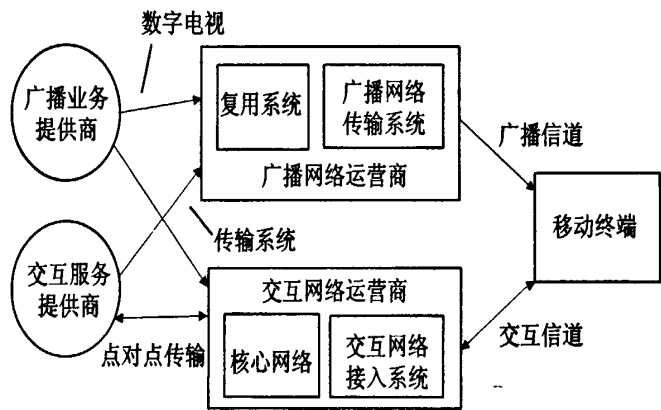 数字电视
广播业务
提供商
复用系统
广播网络
传输系统
广播网络运营商
广播信道
移动终端
传输系统
交互服务
提供商
点对点传输
交互网络运营商
核心网络
交互网络
接入系统
交互信道